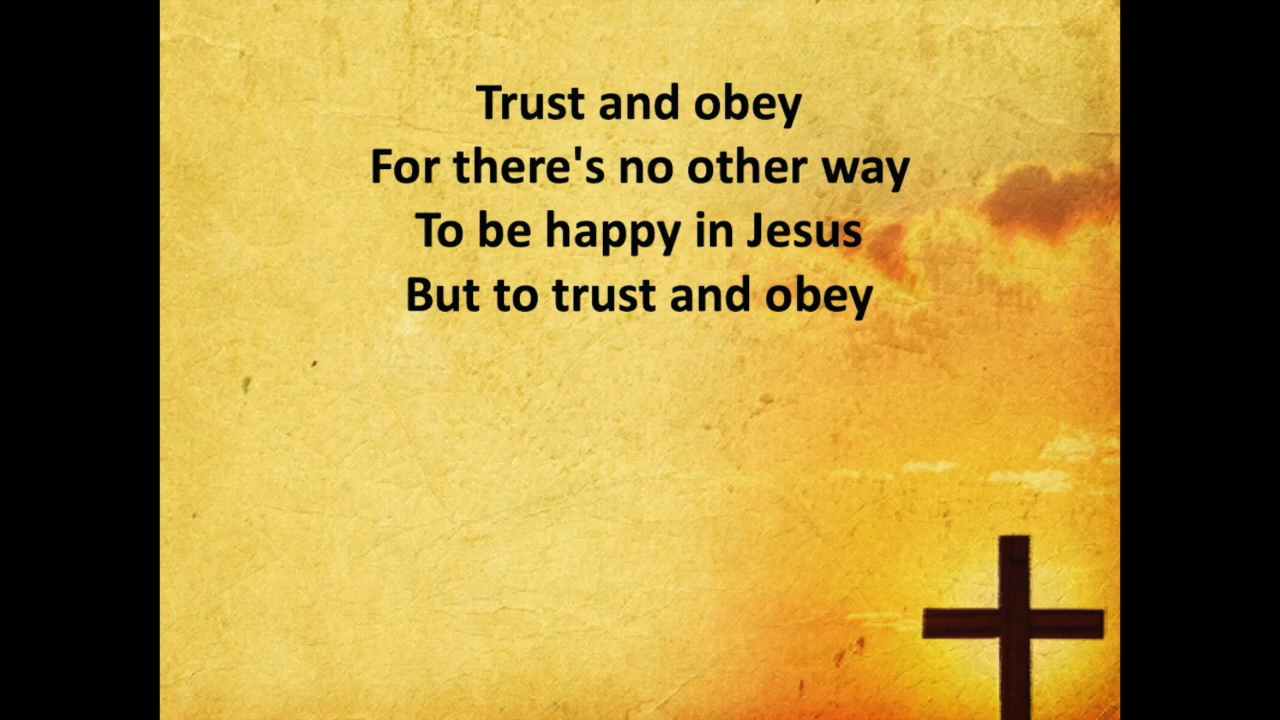 Trust and obey
For there's no other way
To be happy in Jesus
But to trust and obey